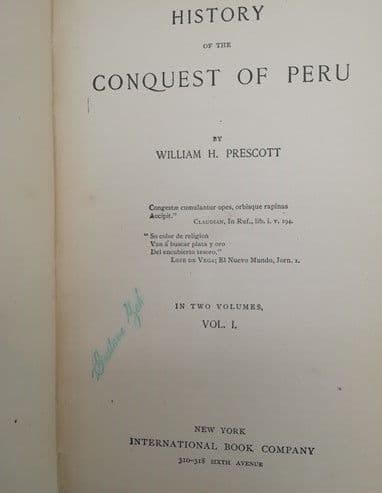 HISTORY
OF THE
CONQUEST OF PERU
BY
WILLIAM H. PRESCOTT
Congestæ cumulantur opes, orbisque rapinas
Accipit."
CLAUDIAN, In Ruf., lib. i. v. 194.
"So color de religion
Van á buscar plata y oro
Del encubierto tesoro."
LOPE DE VEGA; El Nuevo Mundo, Jorn. 1.
IN TWO VOLUMES,
VOL. I.
NEW YORK
INTERNATIONAL BOOK COMPANY
310-318 SIXTH AVENUE